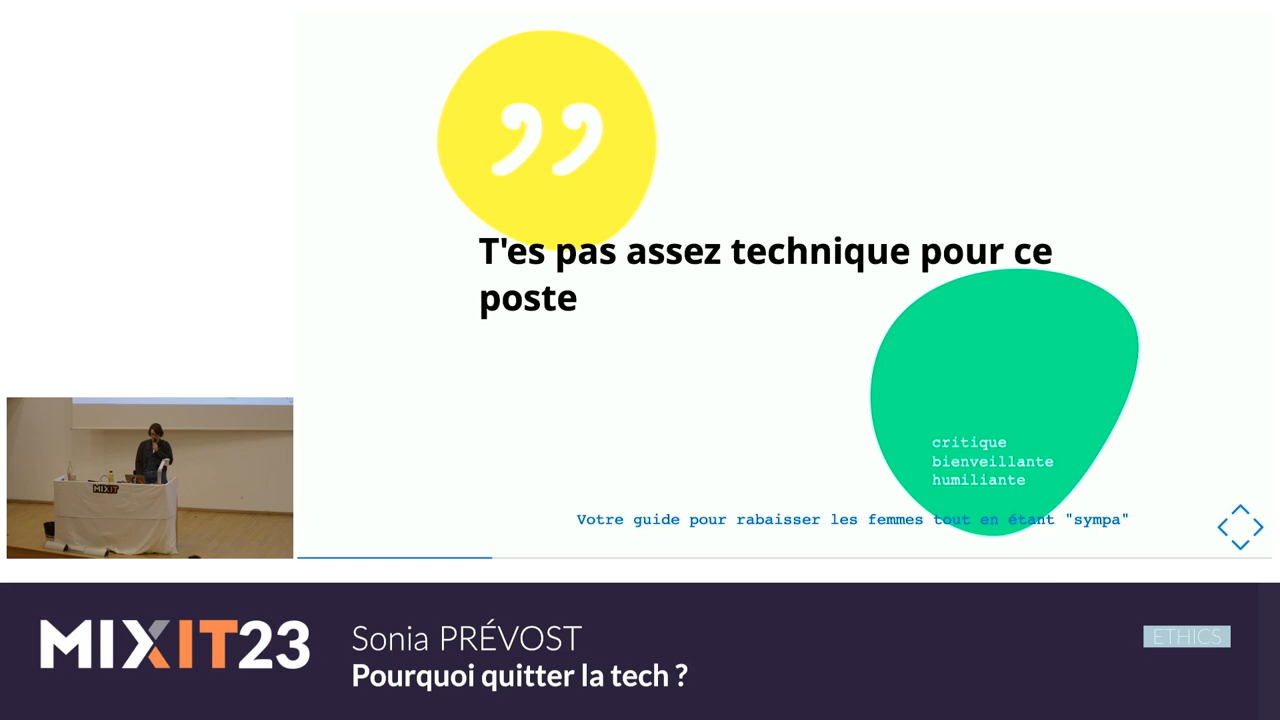 T'es pas assez technique pour ce
poste
critique
bienveillante
humiliante
Votre guide pour rabaisser les femmes tout en étant "sympa"
MIXIT
MIXIT23
Sonia PRÉVOST
Pourquoi quitter la tech ?
ETHICS